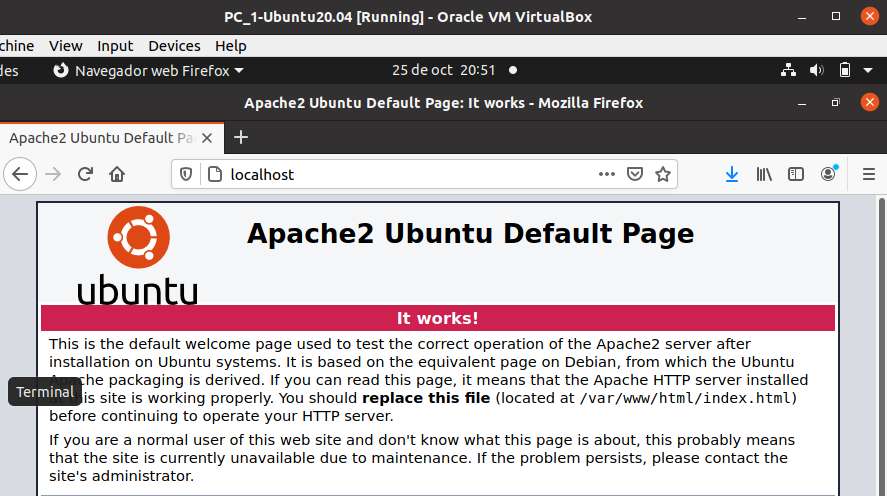 PC_1-Ubuntu20.04 [Running] - Oracle VM VirtualBox
chine View Input Devices Help
des Navegador web Firefox 25 de oct 20:51
Apache2 Ubuntu Default Page: It works - Mozilla Firefox
Apache2 Ubuntu Default Pa
localhost
Apache2 Ubuntu Default Page
ubuntu
It works!
This is the default welcome page used to test the correct operation of the Apache2 server after
installation on Ubuntu systems. It is based on the equivalent page on Debian, from which the Ubuntu
Apache packaging is derived. If you can read this page, it means that the Apache HTTP server installed
Terminal
at this site is working properly. You should replace this file (located at /var/www/html/index.html)
before continuing to operate your HTTP server.
If you are a normal user of this web site and don't know what this page is about, this probably means
that the site is currently unavailable due to maintenance. If the problem persists, please contact the
site's administrator.